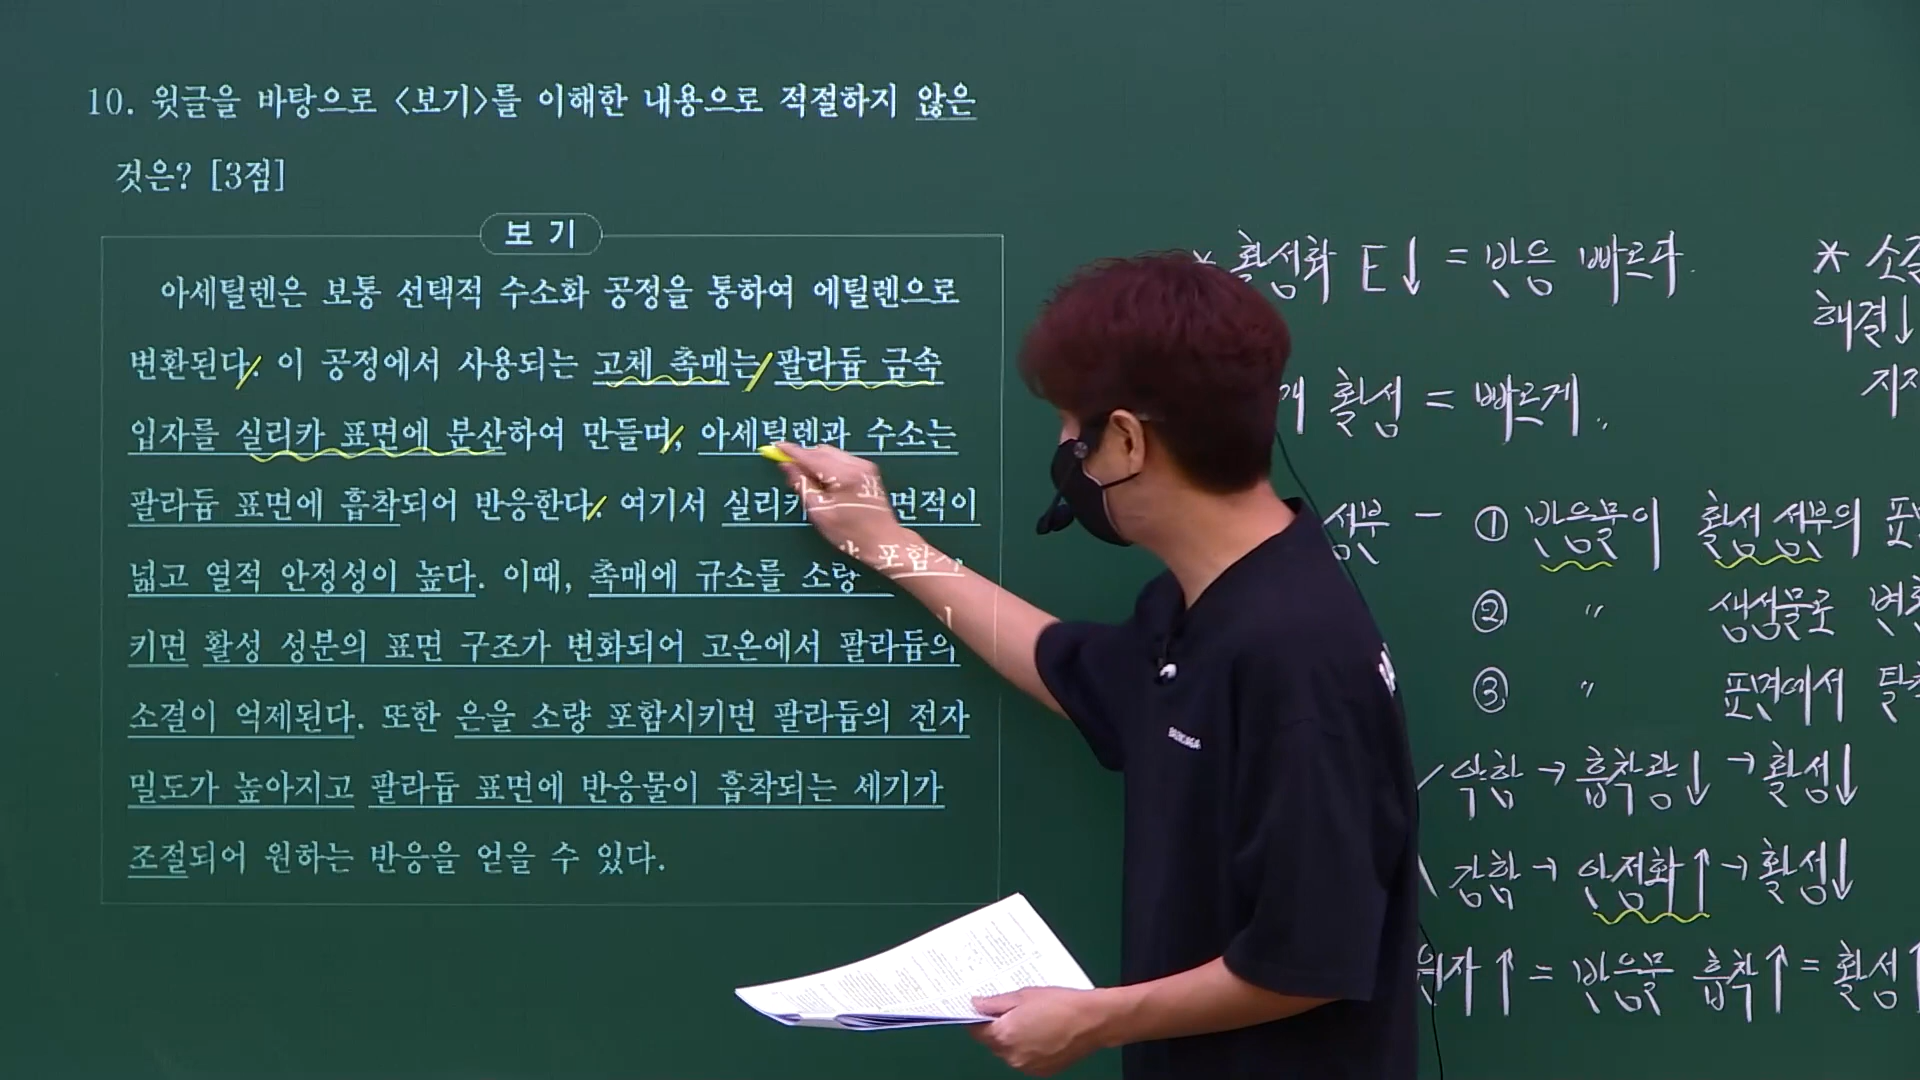 10. 윗글을 바탕으로 <보기>를 이해한 내용으로 적절하지 않은
것은? [3점]
보 기
아세틸렌은 보통 선택적 수소화 공정을 통하여 에틸렌으로
변환된다. 이 공정에서 사용되는 고체 촉매는 팔라듐 금속
입자를 실리카 표면에 분산하여 만들며, 아세틸렌과 수소는
팔라듐 표면에 흡착되어 반응한다. 여기서 실리카는 표면적이
넓고 열적 안정성이 높다. 이때, 촉매에 규소를 소량 포함시
키면 활성 성분의 표면 구조가 변화되어 고온에서 팔라듐의
소결이 억제된다. 또한 은을 소량 포함시키면 팔라듐의 전자
밀도가 높아지고 팔라듐 표면에 반응물이 흡착되는 세기가
조절되어 원하는 반응을 얻을 수 있다.
* 활성화 E↓ = 반응 빠르다.
활성 = 빠르게.
성분 - ① 반응물이 활성 성분의
② 〃 생성물로
③ 〃 표면에서
약함 → 흡착량↓ → 활성↓
강함 → 안정화↑ → 활성↓
원자↑ = 반응물 흡착↑ = 활성↑
* 소결
해결↓